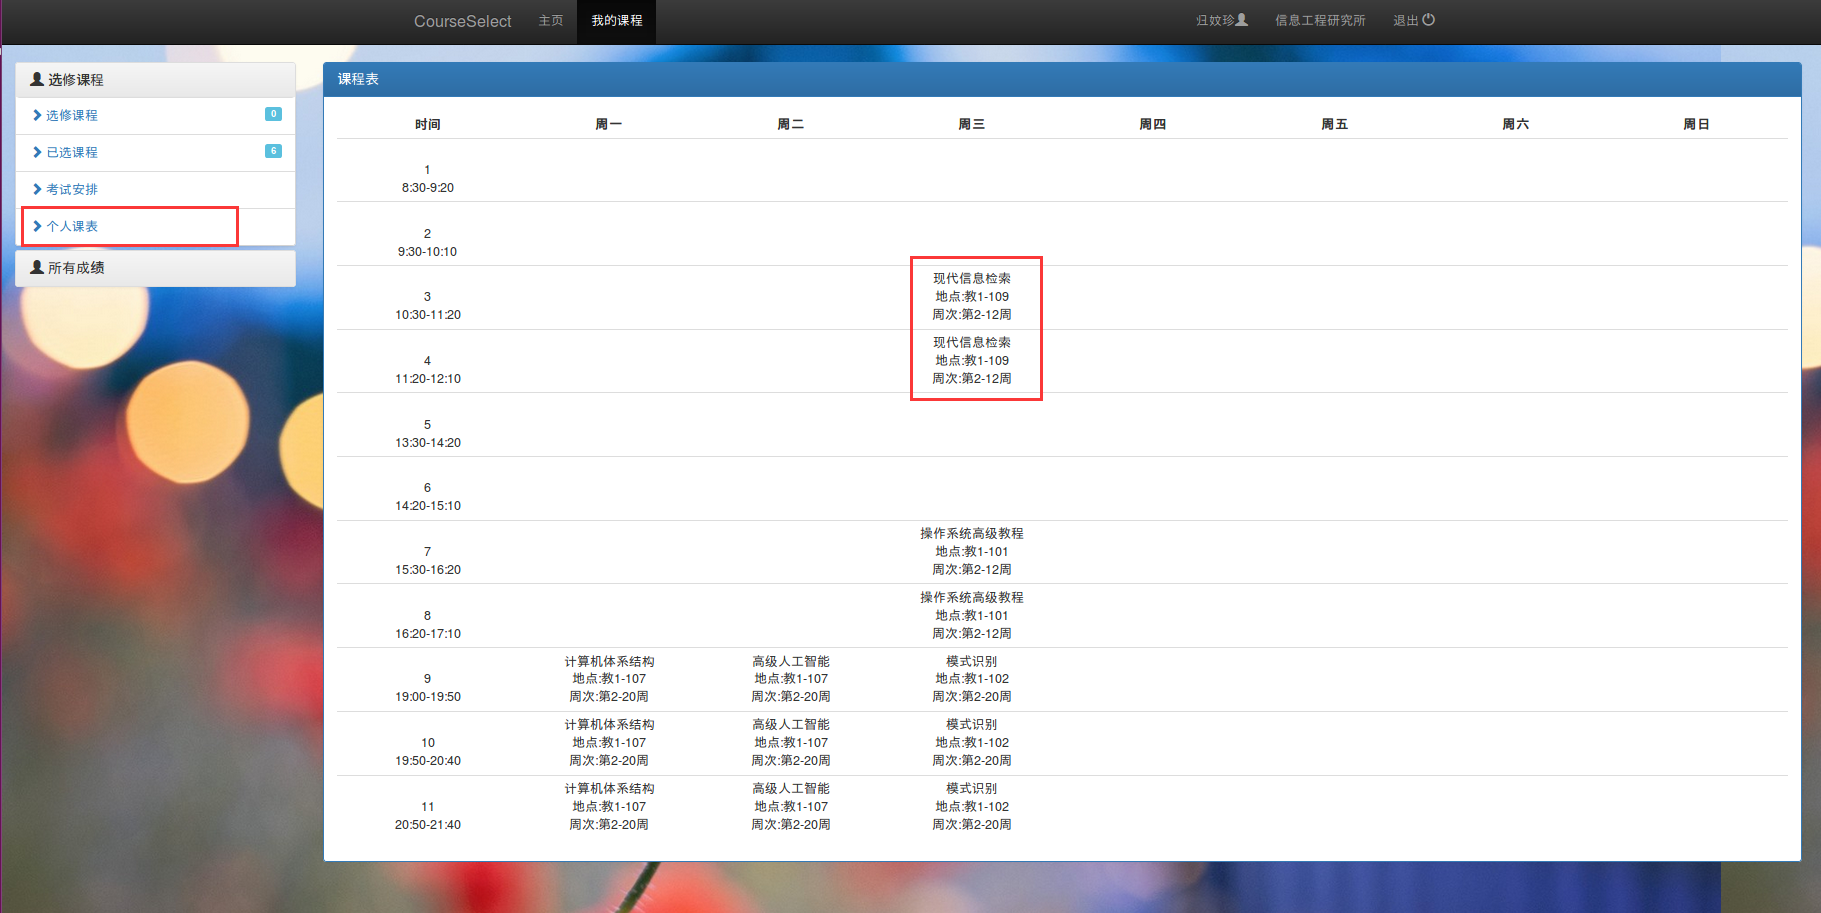 CourseSelect 主页 我的课程 归妏珍 信息工程研究所 退出
选修课程
选修课程 0
已选课程 6
考试安排
个人课表
所有成绩
课程表
时间 周一 周二 周三 周四 周五 周六 周日
1
8:30-9:20
2
9:30-10:10
现代信息检索
3 地点:教1-109
10:30-11:20 周次:第2-12周
现代信息检索
4 地点:教1-109
11:20-12:10 周次:第2-12周
5
13:30-14:20
6
14:20-15:10
操作系统高级教程
7 地点:教1-101
15:30-16:20 周次:第2-12周
操作系统高级教程
8 地点:教1-101
16:20-17:10 周次:第2-12周
计算机体系结构 高级人工智能 模式识别
9 地点:教1-107 地点:教1-107 地点:教1-102
19:00-19:50 周次:第2-20周 周次:第2-20周 周次:第2-20周
计算机体系结构 高级人工智能 模式识别
10 地点:教1-107 地点:教1-107 地点:教1-102
19:50-20:40 周次:第2-20周 周次:第2-20周 周次:第2-20周
计算机体系结构 高级人工智能 模式识别
11 地点:教1-107 地点:教1-107 地点:教1-102
20:50-21:40 周次:第2-20周 周次:第2-20周 周次:第2-20周